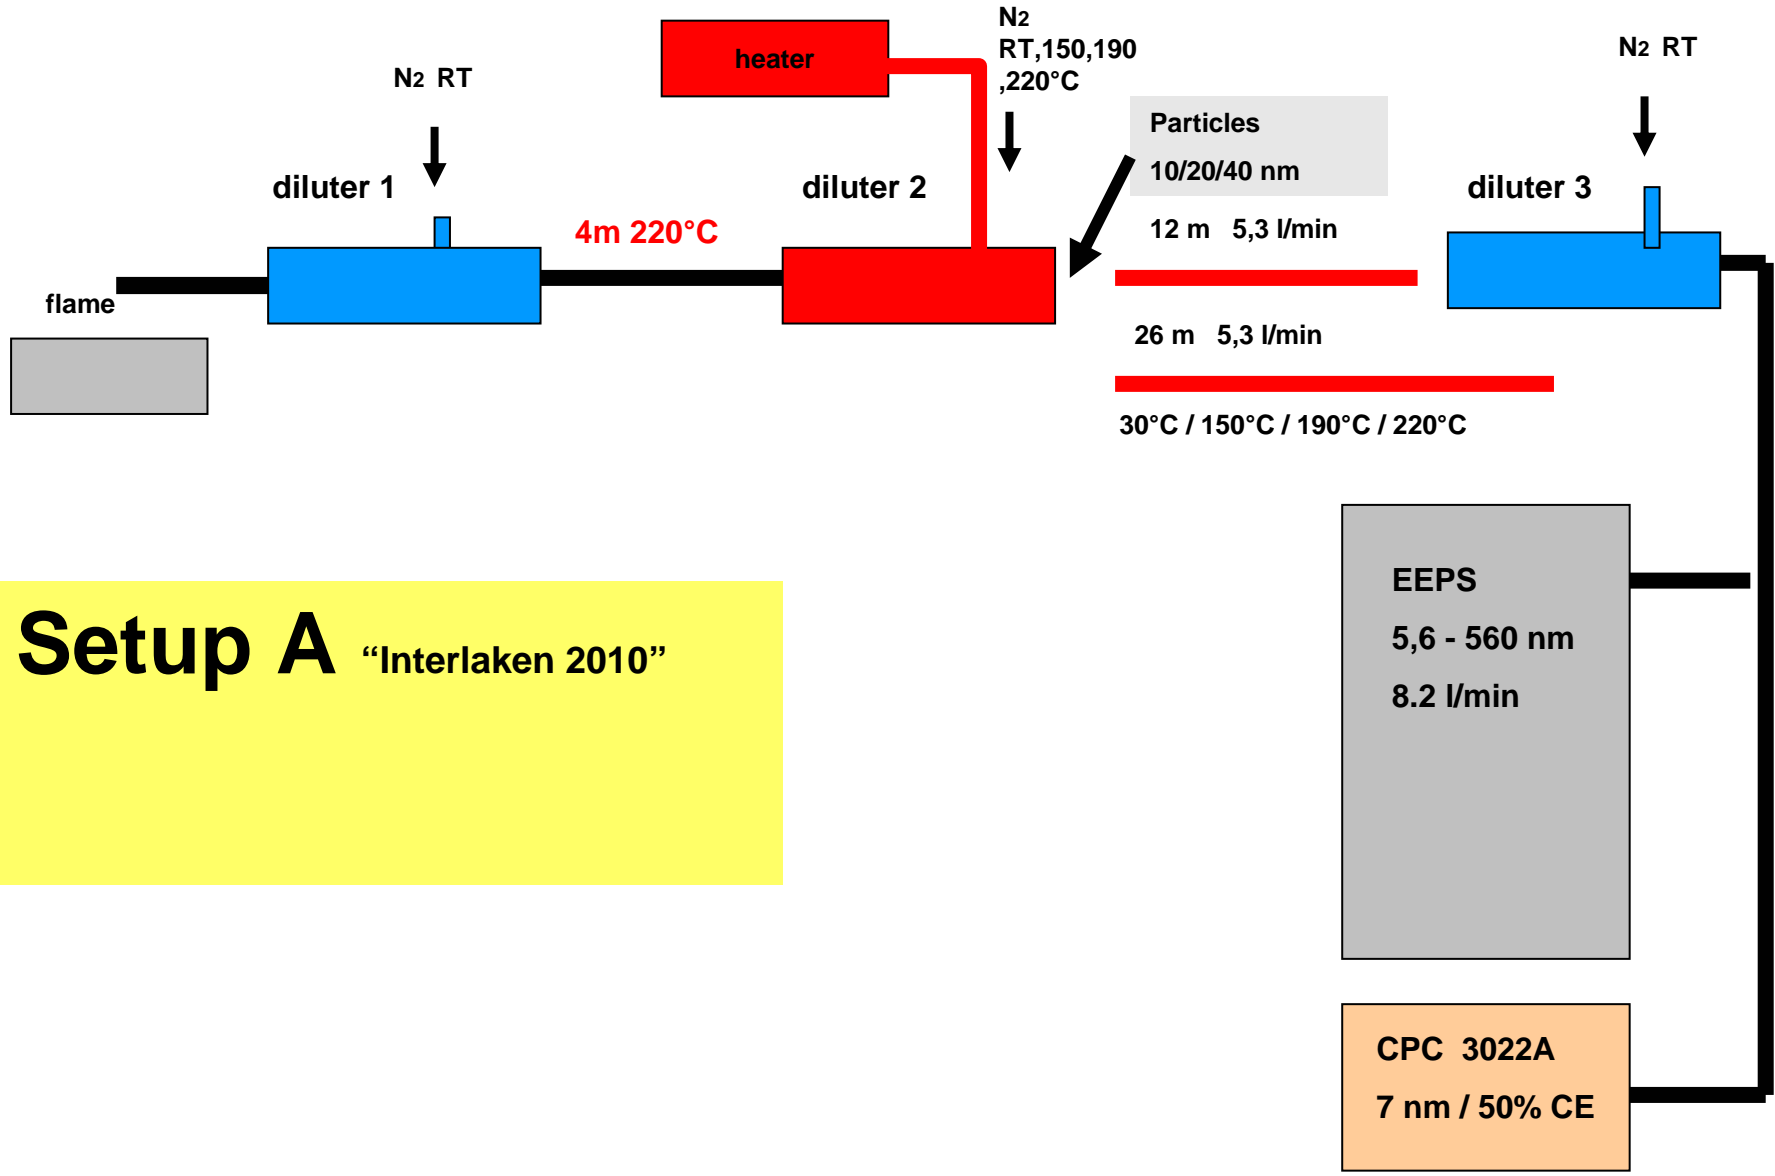 N2 RT
heater
N2
RT,150,190
,220°C
N2 RT
Particles
10/20/40 nm
diluter 1
diluter 2
diluter 3
4m 220°C
12 m 5,3 l/min
flame
26 m 5,3 l/min
30°C / 150°C / 190°C / 220°C
Setup A “Interlaken 2010”
EEPS
5,6 - 560 nm
8.2 l/min
CPC 3022A
7 nm / 50% CE